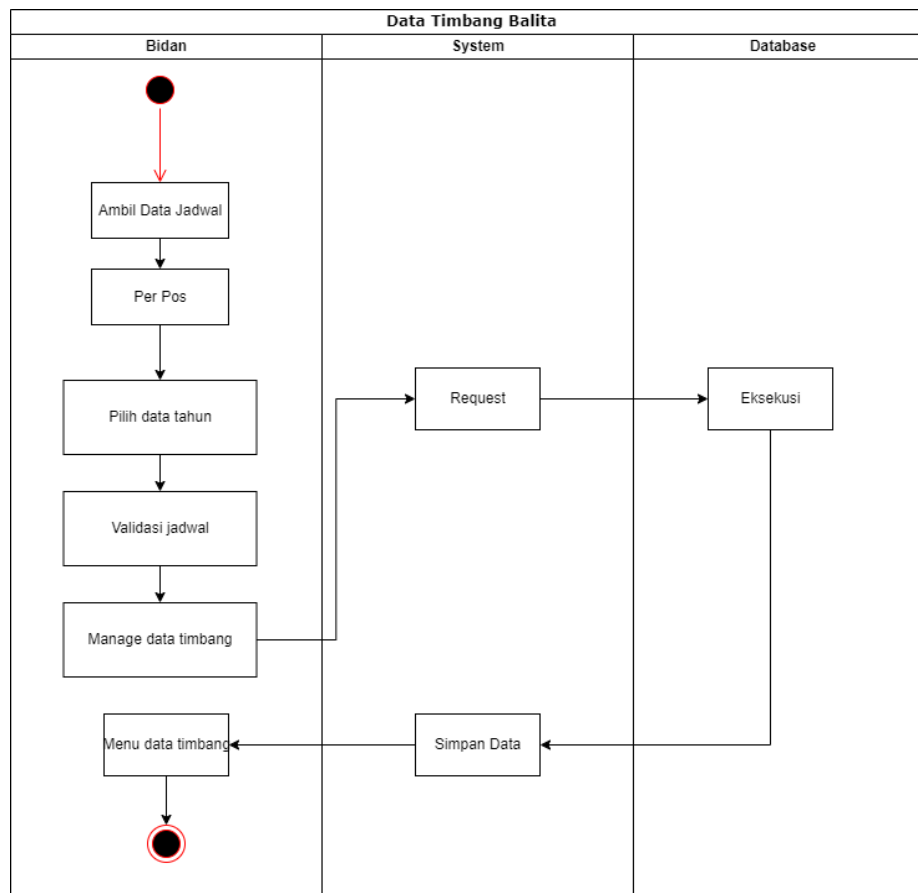 Data Timbang Balita
Bidan
System
Database
Ambil Data Jadwal
Per Pos
Pilih data tahun
Request
Eksekusi
Validasi jadwal
Manage data timbang
Menu data timbang
Simpan Data